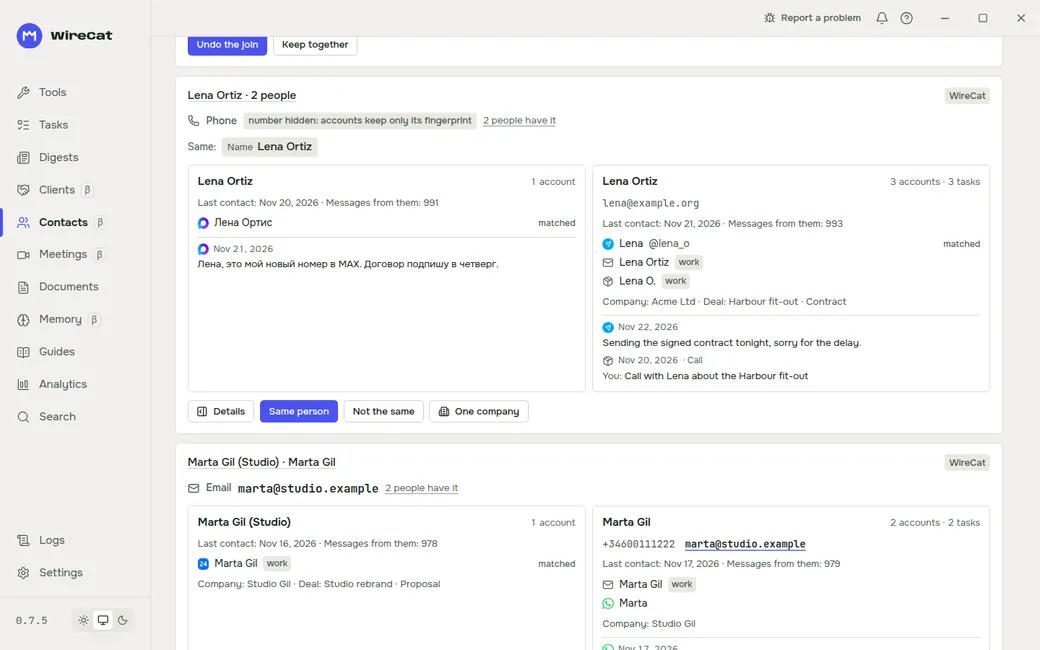 WireCat
Report a problem
Tools
Tasks
Digests
Clients β
Contacts β
Meetings β
Documents
Memory β
Guides
Analytics
Search
Logs
Settings
0.7.5
Undo the join
Keep together
Lena Ortiz · 2 people
WireCat
Phone number hidden: accounts keep only its fingerprint 2 people have it
Same: Name Lena Ortiz
Lena Ortiz
1 account
Last contact: Nov 20, 2026 · Messages from them: 991
Лена Ортис
matched
Nov 21, 2026
Лена, это мой новый номер в MAX. Договор подпишу в четверг.
Lena Ortiz
3 accounts · 3 tasks
lena@example.org
Last contact: Nov 21, 2026 · Messages from them: 993
Lena @lena_o
matched
Lena Ortiz work
Lena O. work
Company: Acme Ltd · Deal: Harbour fit-out · Contract
Nov 22, 2026
Sending the signed contract tonight, sorry for the delay.
Nov 20, 2026 · Call
You: Call with Lena about the Harbour fit-out
Details
Same person
Not the same
One company
Marta Gil (Studio) · Marta Gil
WireCat
Email marta@studio.example 2 people have it
Marta Gil (Studio)
1 account
Last contact: Nov 16, 2026 · Messages from them: 978
24 Marta Gil work
matched
Company: Studio Gil · Deal: Studio rebrand · Proposal
Marta Gil
2 accounts · 2 tasks
+34600111222 marta@studio.example
Last contact: Nov 17, 2026 · Messages from them: 979
Marta Gil work
Marta
Company: Studio Gil
Nov 17, 2026